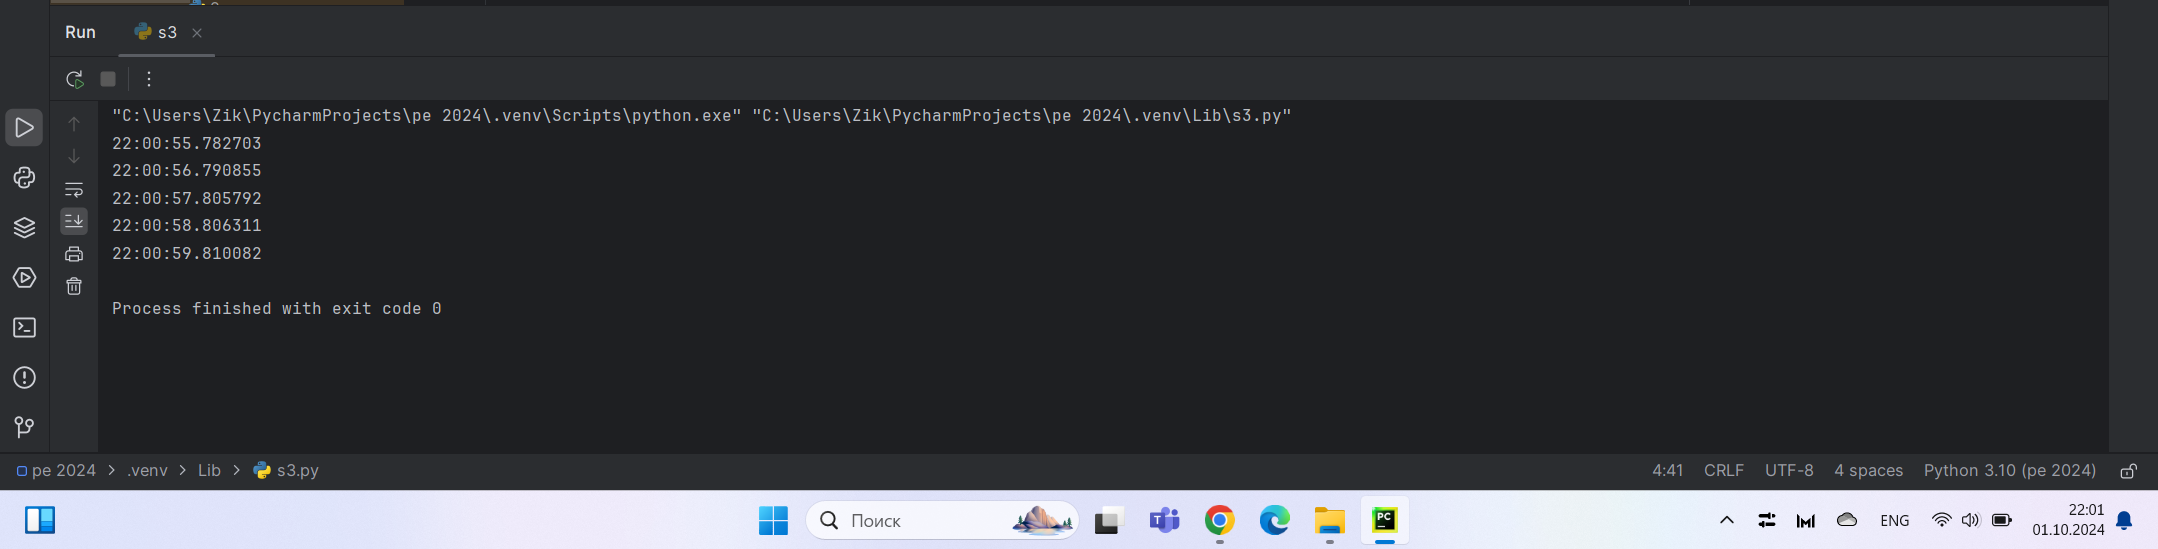 Run s3
"C:\Users\Zik\PycharmProjects\pe 2024\.venv\Scripts\python.exe" "C:\Users\Zik\PycharmProjects\pe 2024\.venv\Lib\s3.py"
22:00:55.782703
22:00:56.790855
22:00:57.805792
22:00:58.806311
22:00:59.810082
Process finished with exit code 0
pe 2024 > .venv > Lib > s3.py 4:41 CRLF UTF-8 4 spaces Python 3.10 (pe 2024)
Поиск ENG 22:01
01.10.2024